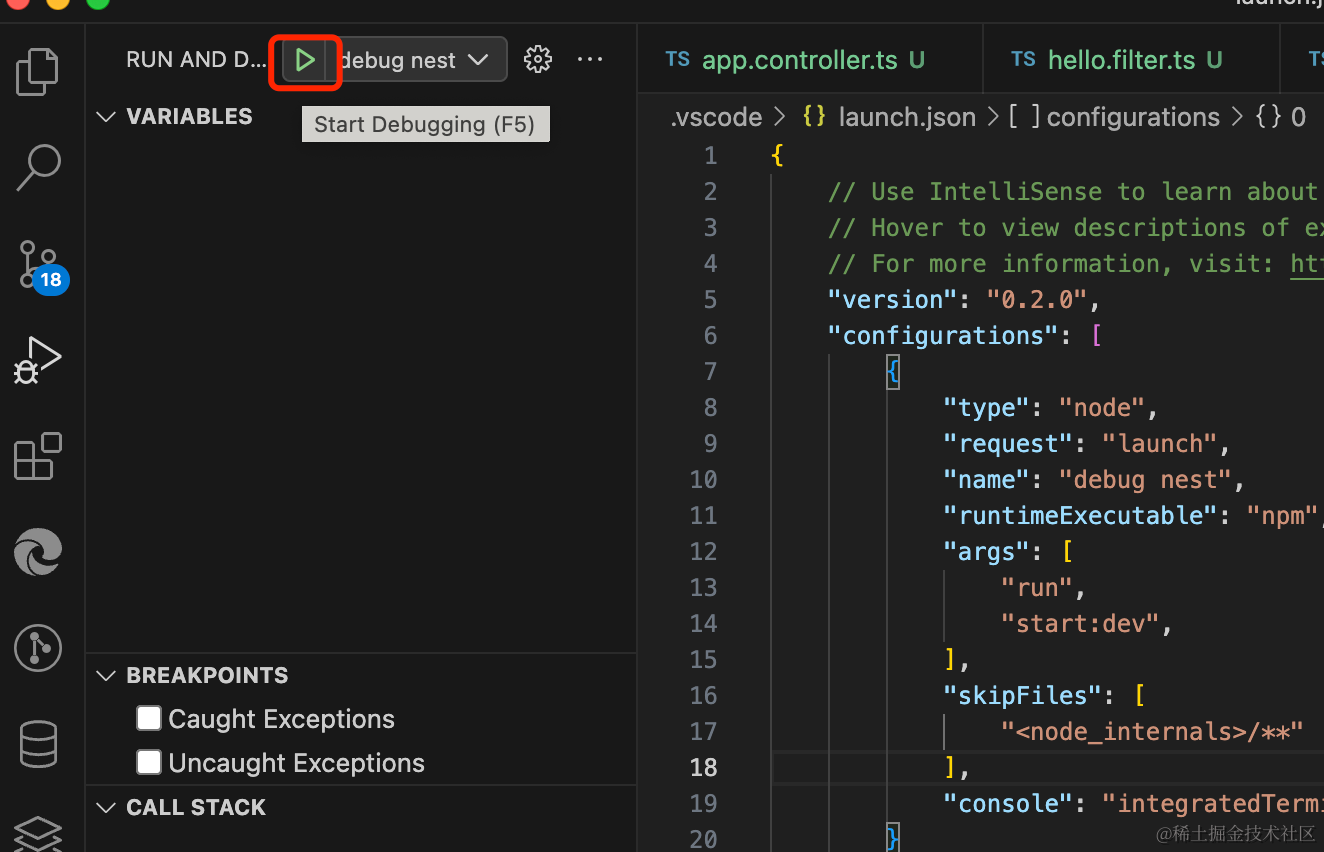 launch.j
RUN AND D...
debug nest
VARIABLES
Start Debugging (F5)
18
BREAKPOINTS
Caught Exceptions
Uncaught Exceptions
CALL STACK
TS app.controller.ts U
TS hello.filter.ts U
TS
.vscode > {} launch.json > [ ] configurations > {} 0
1 {
2 // Use IntelliSense to learn about
3 // Hover to view descriptions of ex
4 // For more information, visit: htt
5 "version": "0.2.0",
6 "configurations": [
7 {
8 "type": "node",
9 "request": "launch",
10 "name": "debug nest",
11 "runtimeExecutable": "npm",
12 "args": [
13 "run",
14 "start:dev",
15 ],
16 "skipFiles": [
17 "<node_internals>/**"
18 ],
19 "console": "integratedTermi
20 }
@稀土掘金技术社区